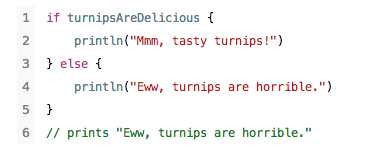 1 if turnipsAreDelicious {
2     println("Mmm, tasty turnips!")
3 } else {
4     println("Eww, turnips are horrible.")
5 }
6 // prints "Eww, turnips are horrible."